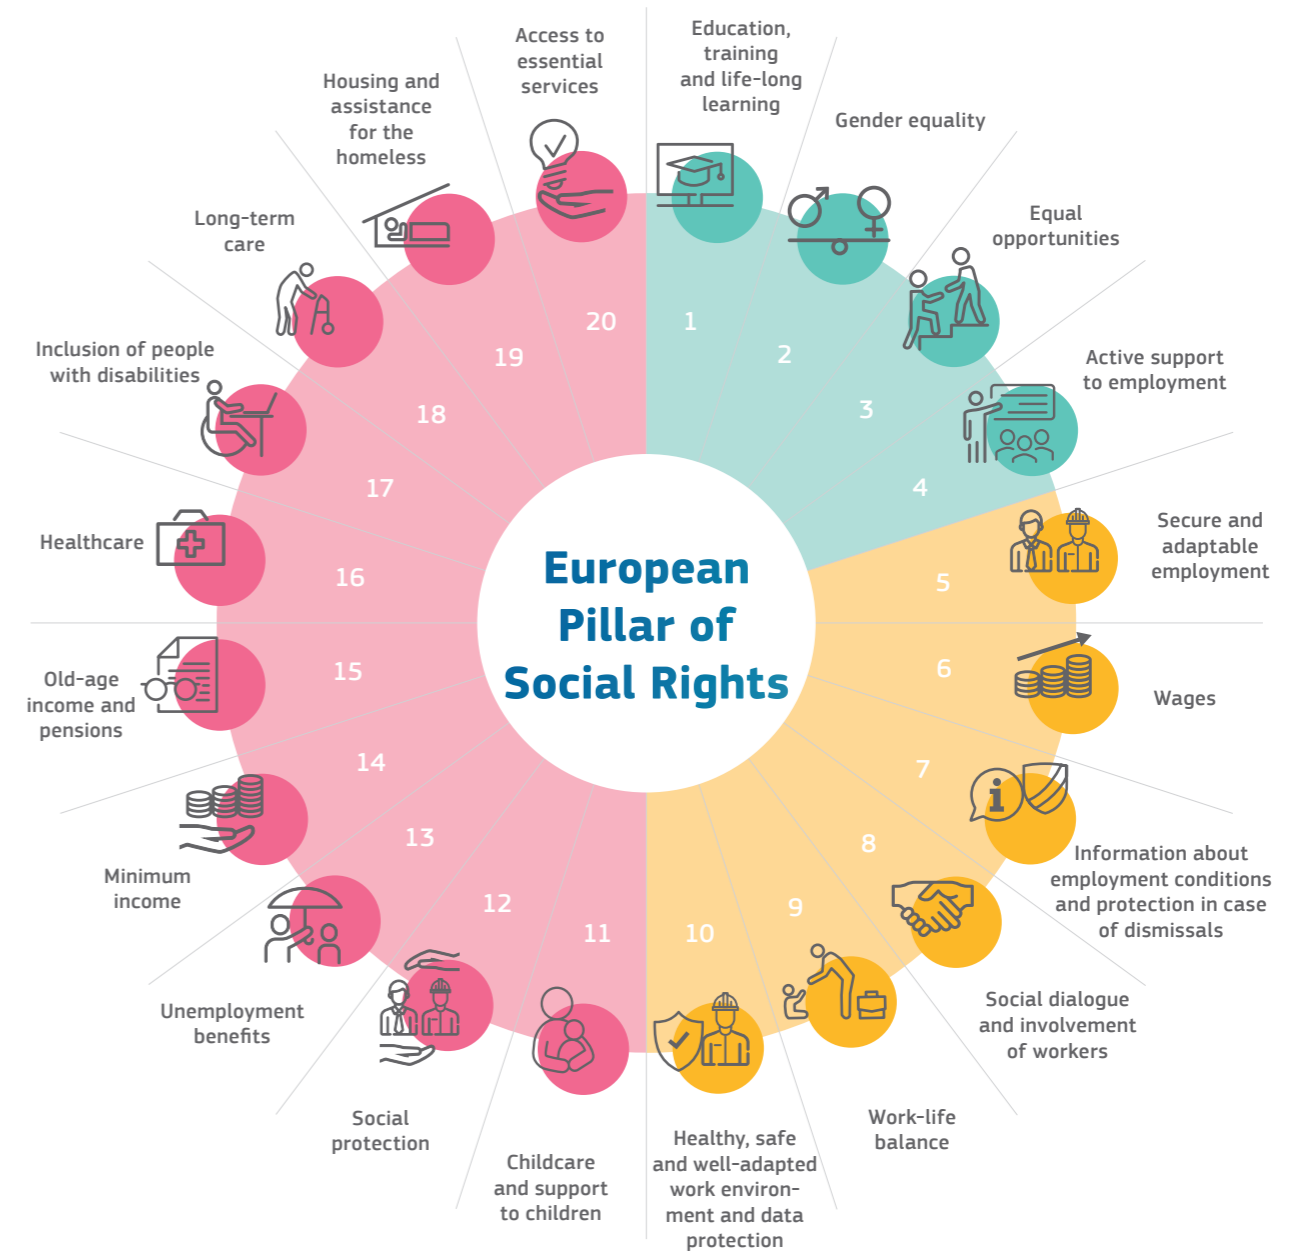 Education,
training
and life-long
learning
Gender equality
Equal
opportunities
Active support
to employment
Secure and
adaptable
employment
Wages
Information about
employment conditions
and protection in case
of dismissals
Social dialogue
and involvement
of workers
Work-life
balance
Healthy, safe
and well-adapted
work environ-
ment and data
protection
Childcare
and support
to children
Social
protection
Unemployment
benefits
Minimum
income
Old-age
income and
pensions
Healthcare
Inclusion of people
with disabilities
Long-term
care
Housing and
assistance
for the
homeless
Access to
essential
services
1
2
3
4
5
6
7
8
9
10
11
12
13
14
15
16
17
18
19
20
European
Pillar of
Social Rights
i